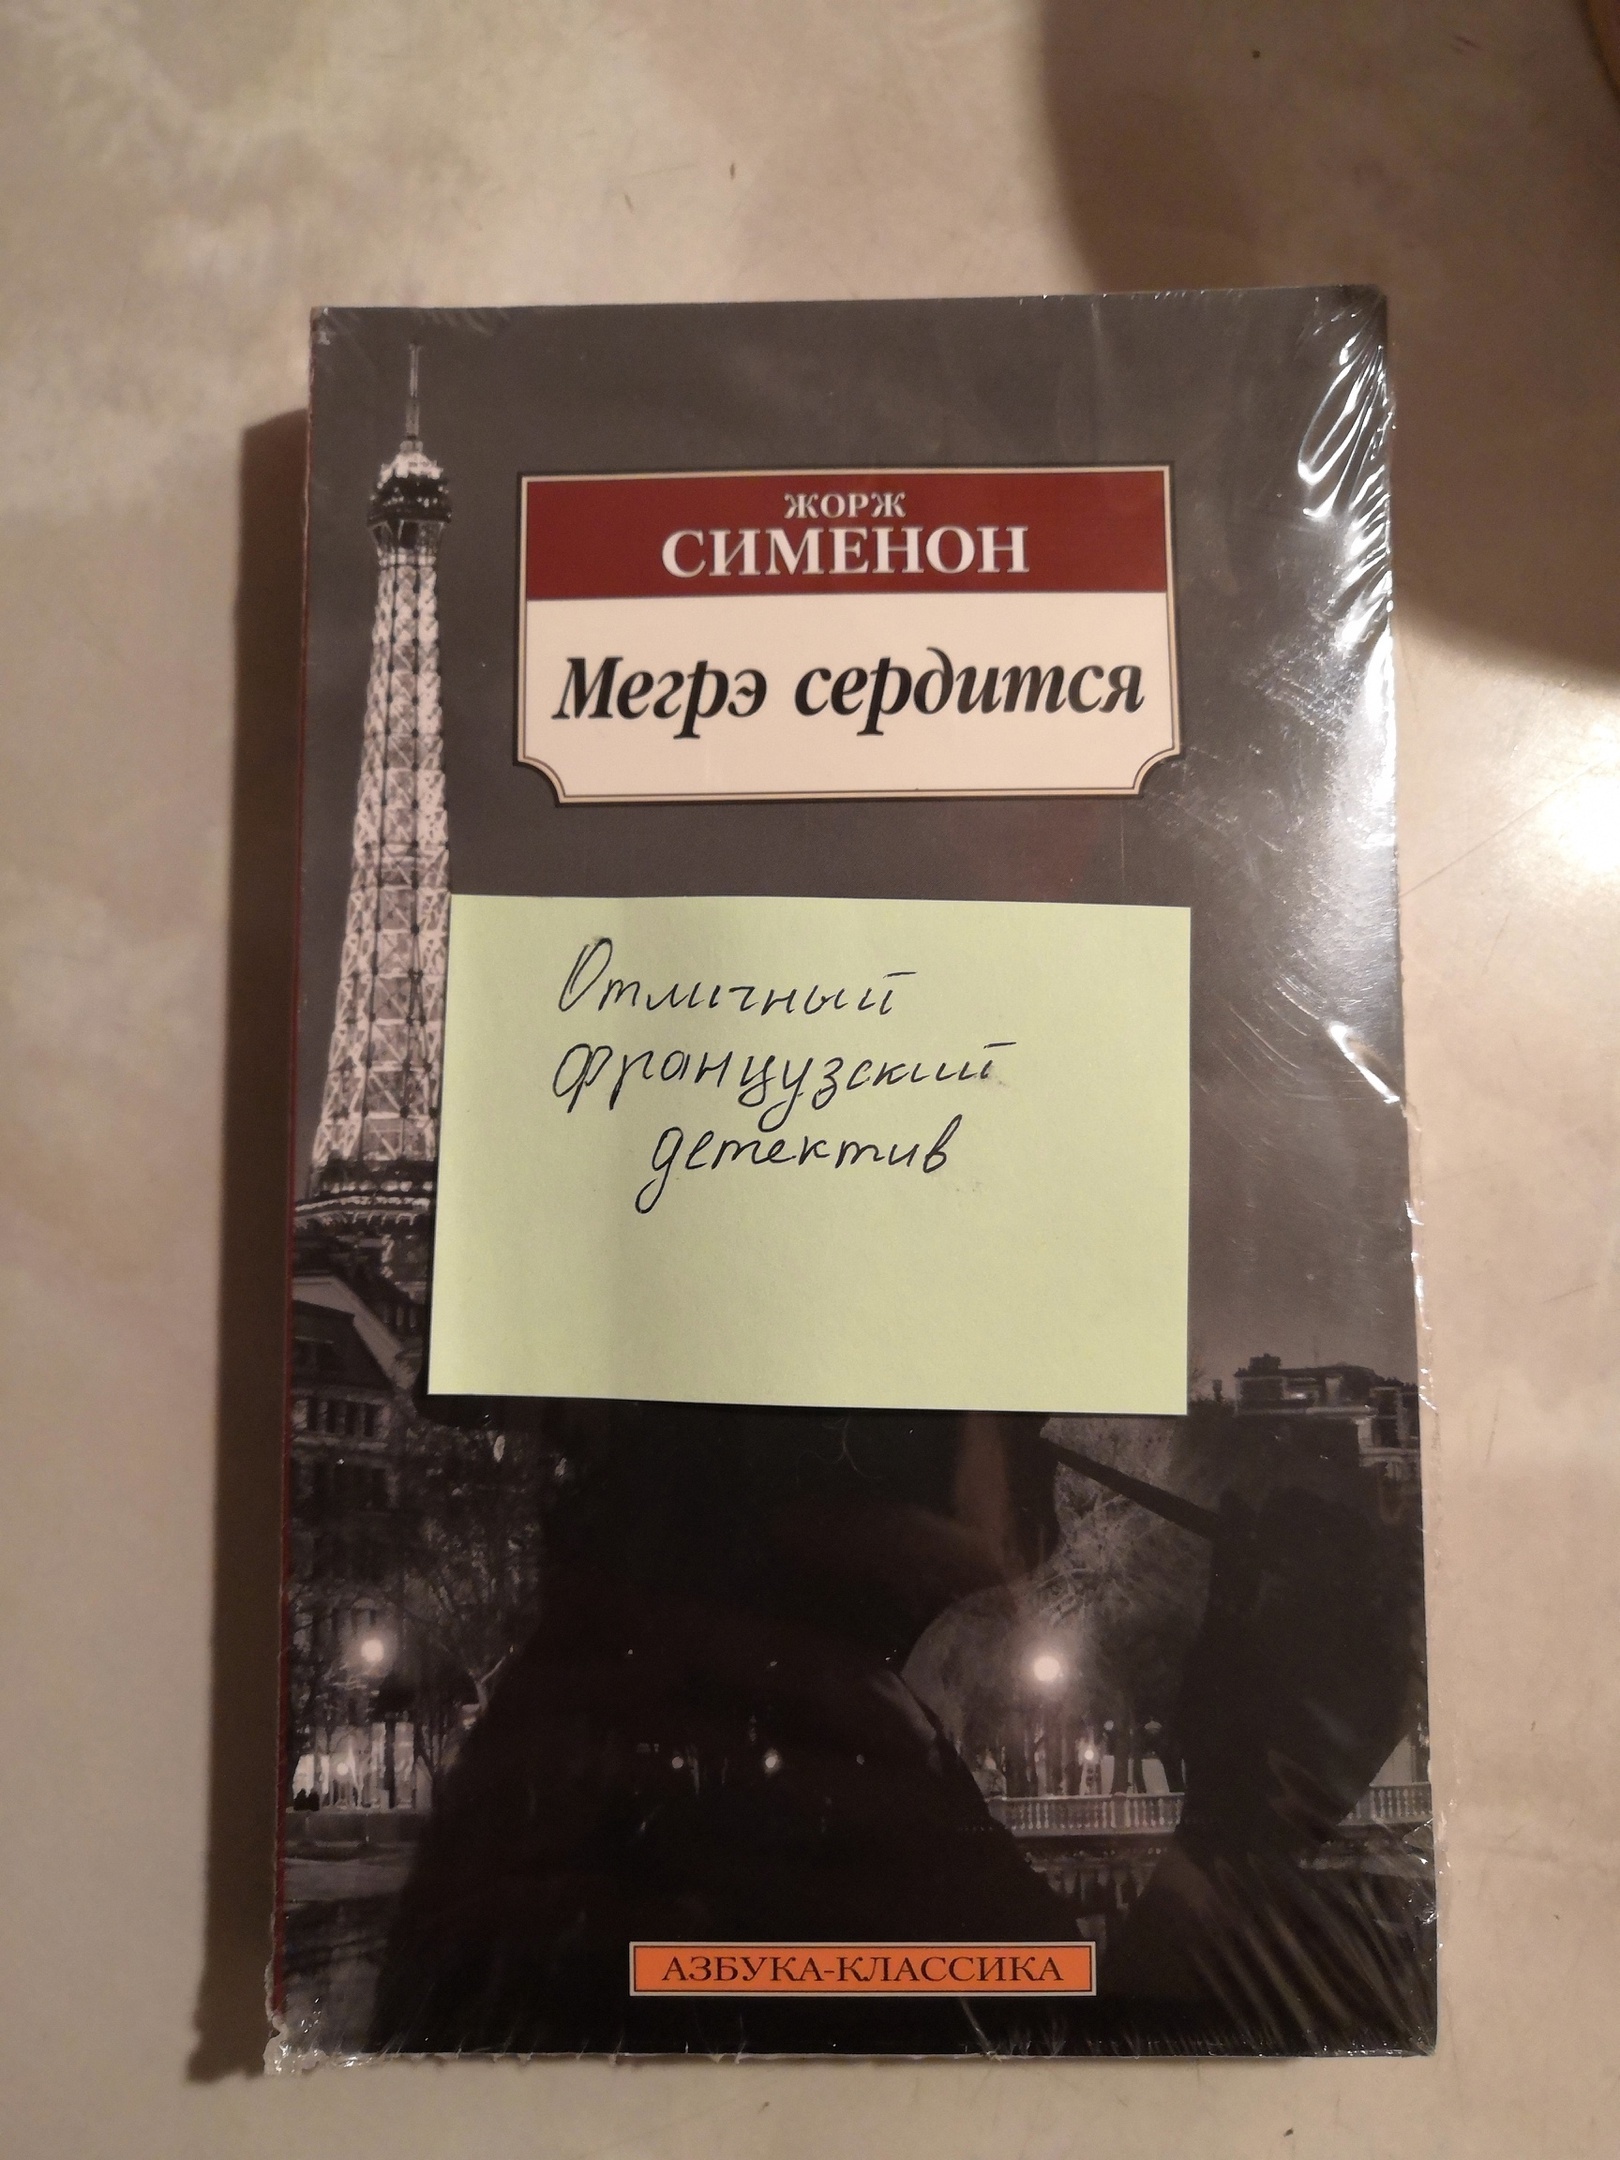 ЖОРЖ
СИМЕНОН
Мегрэ сердится
Отличный
французский
детектив
АЗБУКА-КЛАССИКА